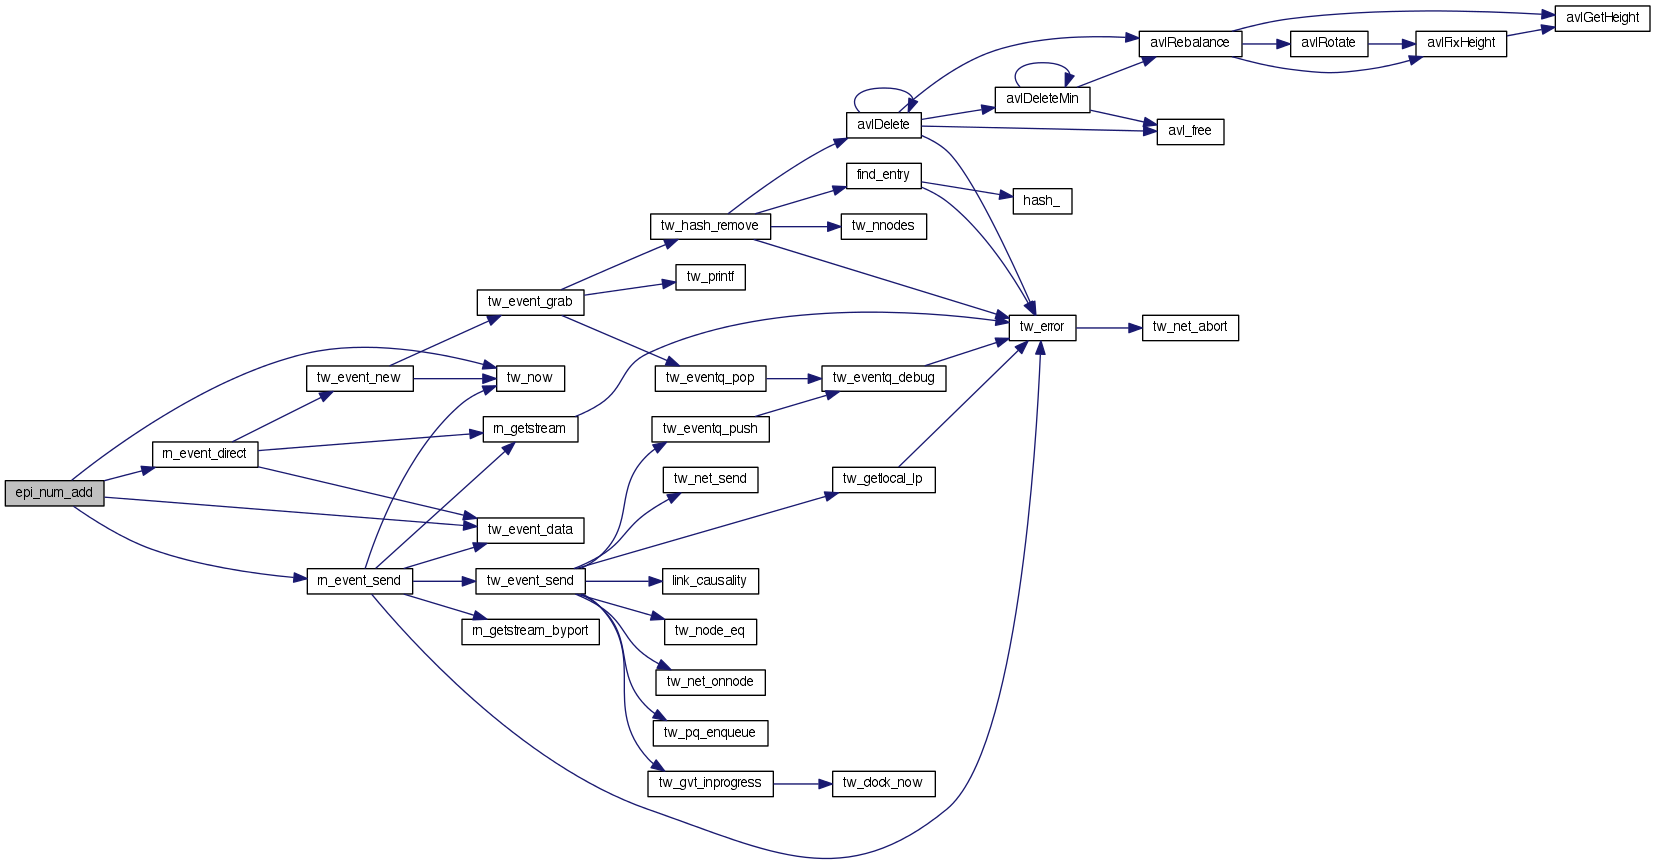 avlGetHeight
avlRebalance
avlRotate
avlFixHeight
avlDeleteMin
avlDelete
avl_free
find_entry
hash_
tw_hash_remove
tw_nnodes
tw_printf
tw_event_grab
tw_error
tw_net_abort
tw_event_new
tw_now
tw_eventq_pop
tw_eventq_debug
rn_getstream
tw_eventq_push
rn_event_direct
tw_net_send
tw_getlocal_lp
epi_num_add
tw_event_data
rn_event_send
tw_event_send
link_causality
rn_getstream_byport
tw_node_eq
tw_net_onnode
tw_pq_enqueue
tw_gvt_inprogress
tw_clock_now